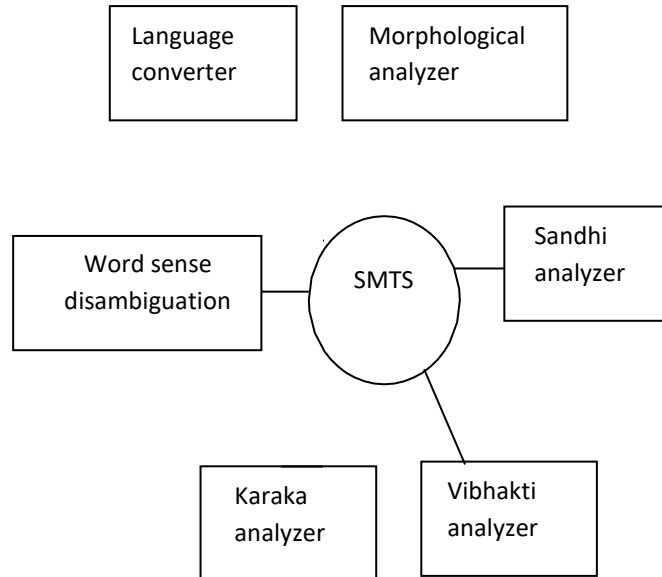 Language
converter
Morphological
analyzer
Word sense
disambiguation
SMTS
Sandhi
analyzer
Karaka
analyzer
Vibhakti
analyzer